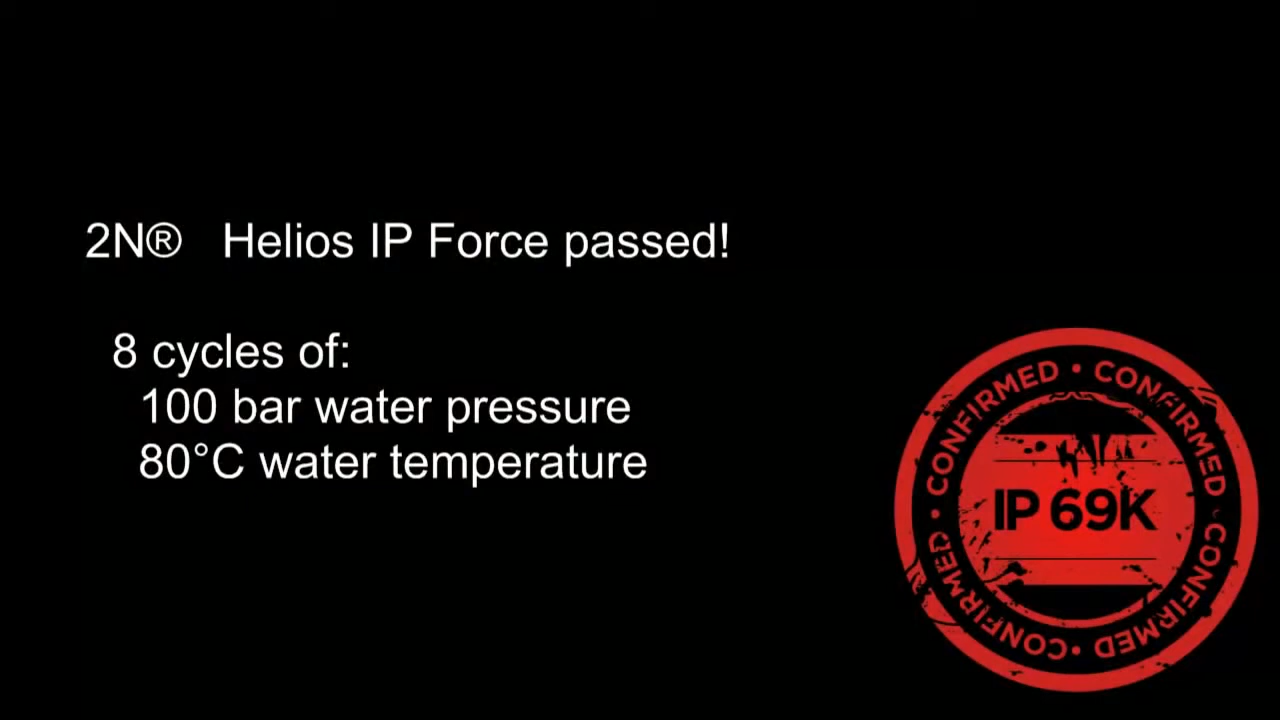 2N® Helios IP Force passed!
8 cycles of:
100 bar water pressure
80°C water temperature
CONFIRMED • CONFIRMED • CONFIRMED • CONFIRMED • CONFIRMED •
IP 69K